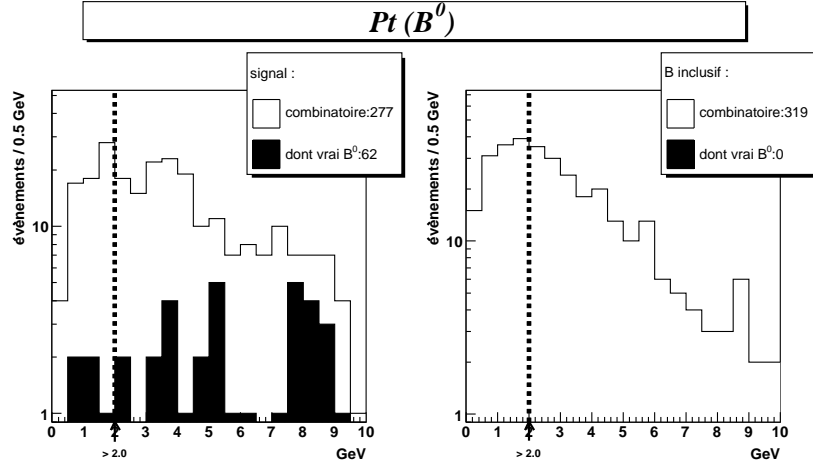 Pt (B⁰)
signal :
combinatoire:277
dont vrai B⁰:62
évènements / 0.5 GeV
10
1
0 1 2 3 4 5 6 7 8 9 10
> 2.0
GeV
B inclusif :
combinatoire:319
dont vrai B⁰:0
évènements / 0.5 GeV
10
1
0 1 2 3 4 5 6 7 8 9 10
> 2.0
GeV